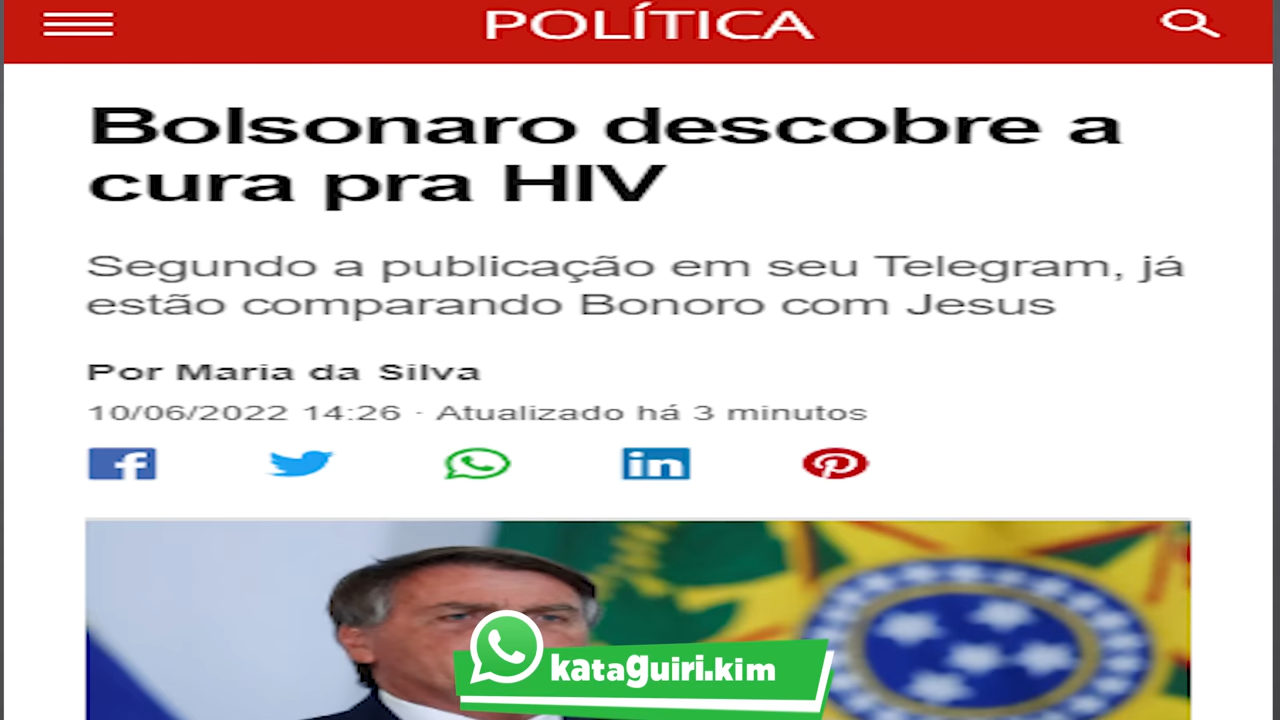 POLÍTICA
Bolsonaro descobre a
cura pra HIV
Segundo a publicação em seu Telegram, já
estão comparando Bonoro com Jesus
Por Maria da Silva
10/06/2022 14:26 · Atualizado há 3 minutos
kataguiri.kim